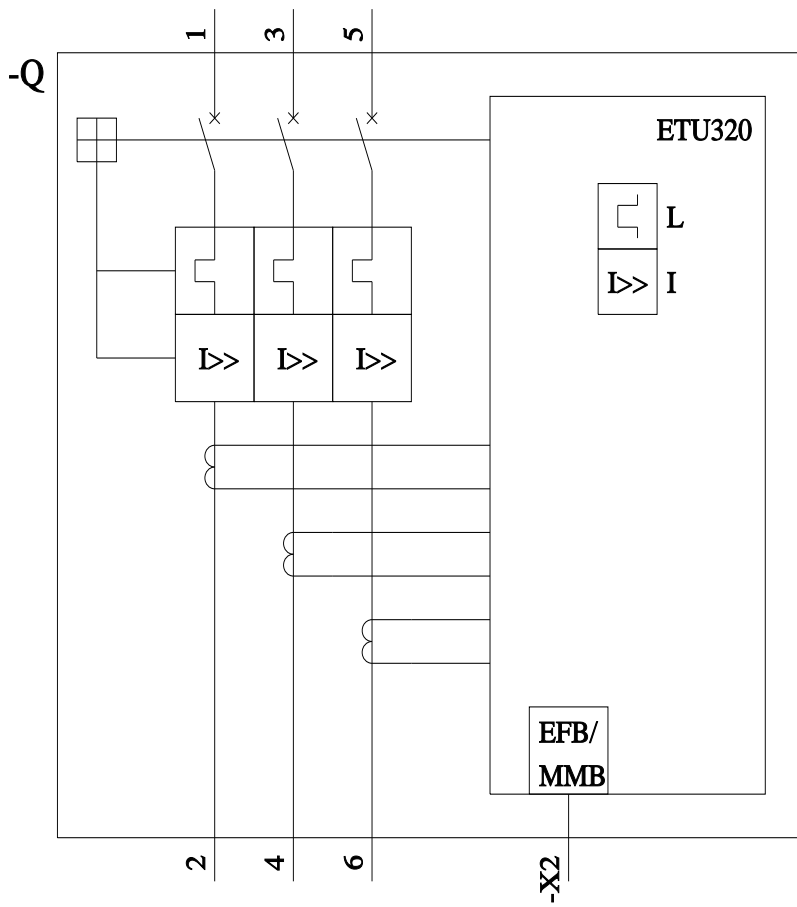 1 3 5
-Q
ETU320
L
I>> I
I>> I>> I>>
EFB/
MMB
2 4 6 -X2